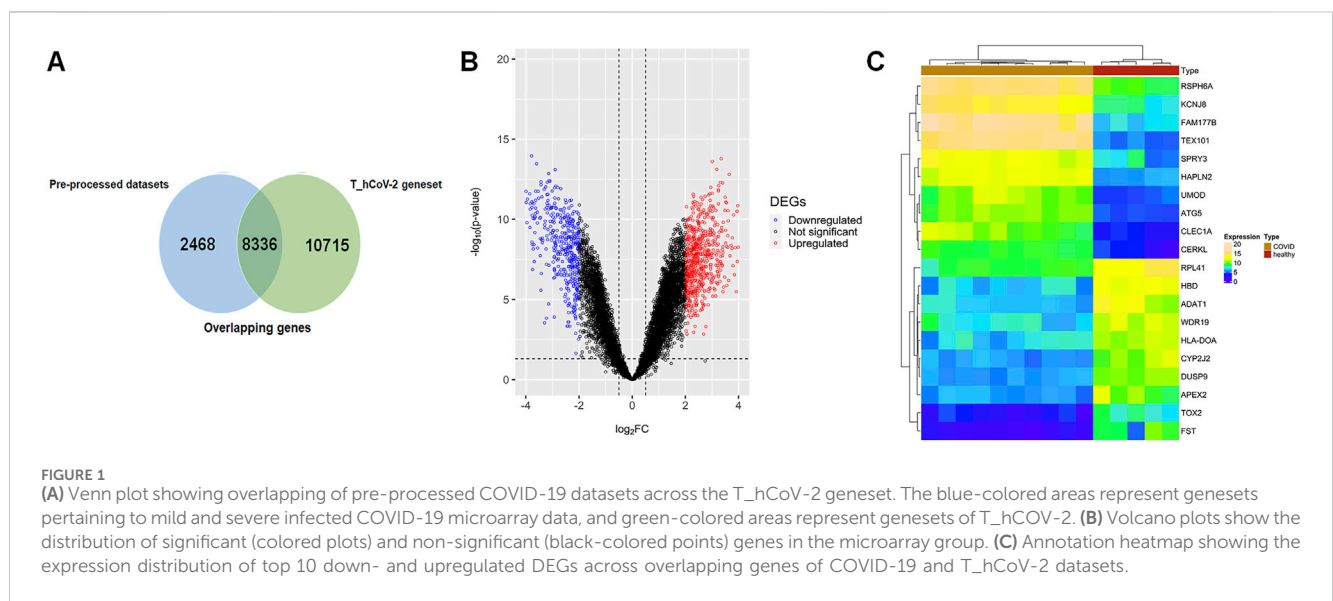 A
Pre-processed datasets
T_hCoV-2 geneset
2468
8336
10715
Overlapping genes
B
20
15
10
5
0
-4
-2
0
2
4
-log10(p-value)
log2FC
DEGs
Downregulated
Not significant
Upregulated
C
Type
RSPH6A
KCNJ8
FAM177B
TEX101
SPRY3
HAPLN2
UMOD
ATG5
CLEC1A
CERKL
RPL41
HBD
ADAT1
WDR19
HLA-DOA
CYP2J2
DUSP9
APEX2
TOX2
FST
Expression
20
15
10
5
0
Type
COVID
healthy
FIGURE 1
(A) Venn plot showing overlapping of pre-processed COVID-19 datasets across the T_hCoV-2 geneset. The blue-colored areas represent genesets
pertaining to mild and severe infected COVID-19 microarray data, and green-colored areas represent genesets of T_hCOV-2. (B) Volcano plots show the
distribution of significant (colored plots) and non-significant (black-colored points) genes in the microarray group. (C) Annotation heatmap showing the
expression distribution of top 10 down- and upregulated DEGs across overlapping genes of COVID-19 and T_hCoV-2 datasets.